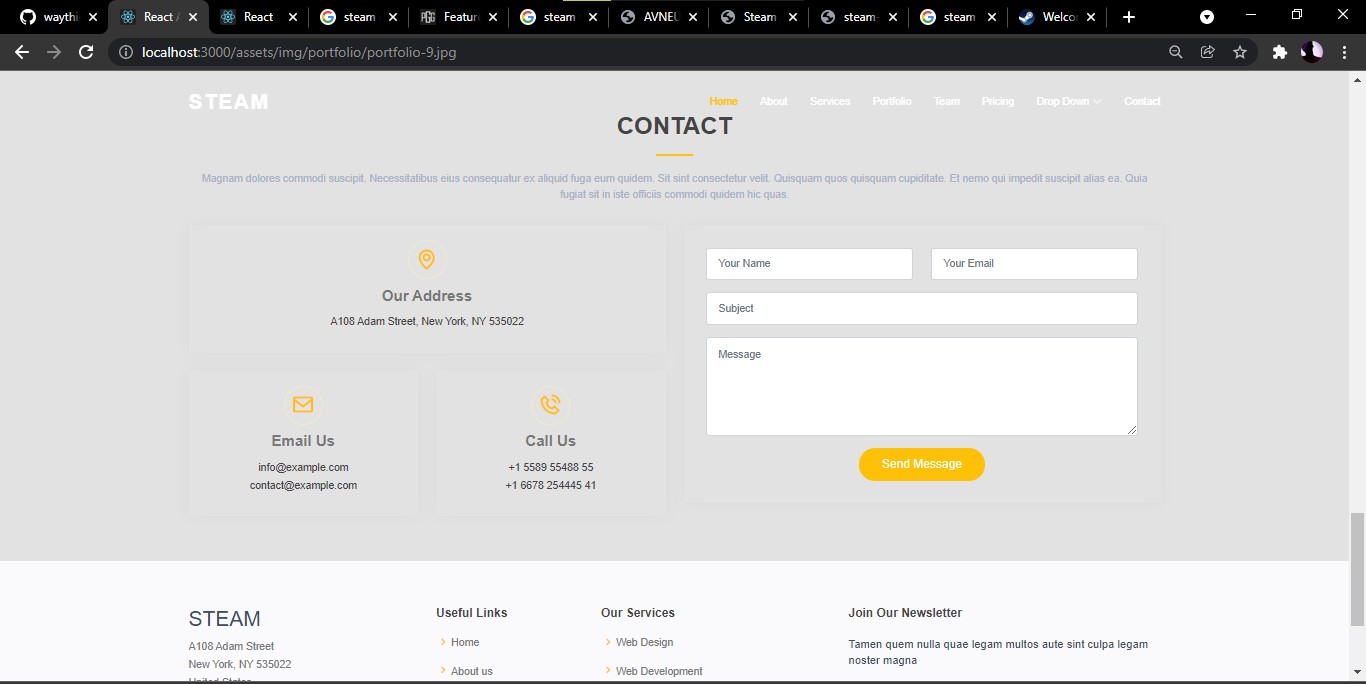 waythi
React A
React
steam
Featur
steam
AVNEU
Steam
steam-
steam
Welco
localhost:3000/assets/img/portfolio/portfolio-9.jpg
STEAM
Home About Services Portfolio Team Pricing Drop Down Contact
CONTACT
Magnam dolores commodi suscipit. Necessitatibus eius consequatur ex aliquid fuga eum quidem. Sit sint consectetur velit. Quisquam quos quisquam cupiditate. Et nemo qui impedit suscipit alias ea. Quia
fugiat sit in iste officiis commodi quidem hic quas.
Our Address
A108 Adam Street, New York, NY 535022
Email Us
info@example.com
contact@example.com
Call Us
+1 5589 55488 55
+1 6678 254445 41
Your Name
Your Email
Subject
Message
Send Message
STEAM
A108 Adam Street
New York, NY 535022
United States
Useful Links
Home
About us
Our Services
Web Design
Web Development
Join Our Newsletter
Tamen quem nulla quae legam multos aute sint culpa legam
noster magna